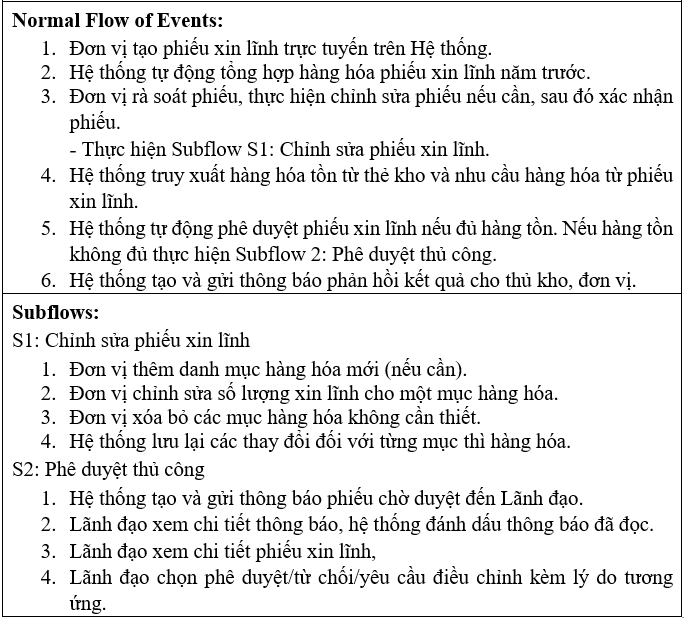 Normal Flow of Events:
1. Đơn vị tạo phiếu xin lĩnh trực tuyến trên Hệ thống.
2. Hệ thống tự động tổng hợp hàng hóa phiếu xin lĩnh năm trước.
3. Đơn vị rà soát phiếu, thực hiện chỉnh sửa phiếu nếu cần, sau đó xác nhận
phiếu.
- Thực hiện Subflow S1: Chỉnh sửa phiếu xin lĩnh.
4. Hệ thống truy xuất hàng hóa tồn từ thẻ kho và nhu cầu hàng hóa từ phiếu
xin lĩnh.
5. Hệ thống tự động phê duyệt phiếu xin lĩnh nếu đủ hàng tồn. Nếu hàng tồn
không đủ thực hiện Subflow 2: Phê duyệt thủ công.
6. Hệ thống tạo và gửi thông báo phản hồi kết quả cho thủ kho, đơn vị.
Subflows:
S1: Chỉnh sửa phiếu xin lĩnh
1. Đơn vị thêm danh mục hàng hóa mới (nếu cần).
2. Đơn vị chỉnh sửa số lượng xin lĩnh cho một mục hàng hóa.
3. Đơn vị xóa bỏ các mục hàng hóa không cần thiết.
4. Hệ thống lưu lại các thay đổi đối với từng mục thì hàng hóa.
S2: Phê duyệt thủ công
1. Hệ thống tạo và gửi thông báo phiếu chờ duyệt đến Lãnh đạo.
2. Lãnh đạo xem chi tiết thông báo, hệ thống đánh dấu thông báo đã đọc.
3. Lãnh đạo xem chi tiết phiếu xin lĩnh,
4. Lãnh đạo chọn phê duyệt/từ chối/yêu cầu điều chỉnh kèm lý do tương
ứng.